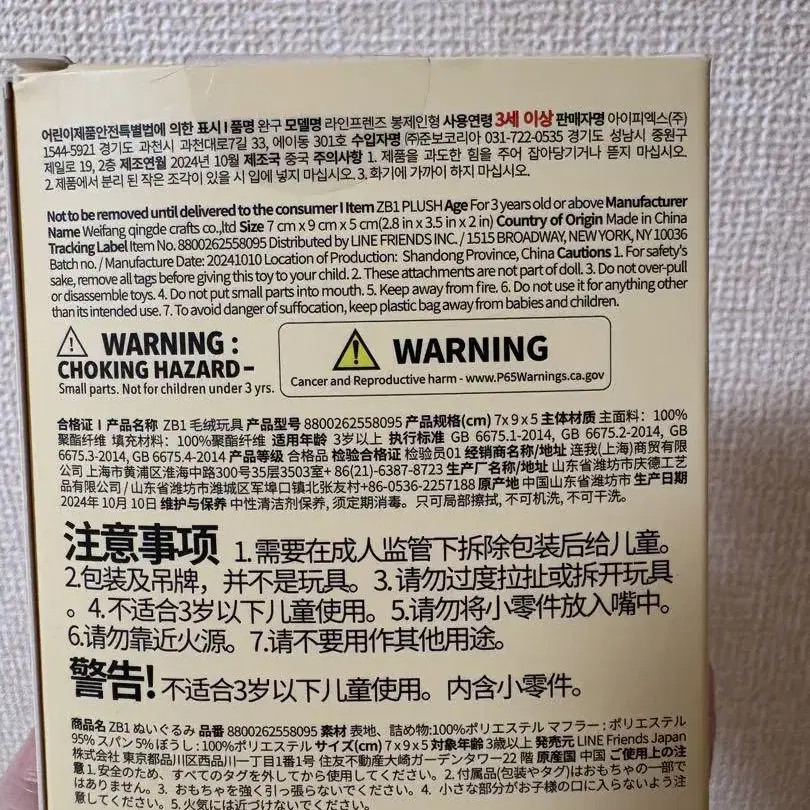 어린이제품안전특별법에 의한 표시 I 품명 완구 모델명 라인프렌즈 봉제인형 사용연령 3세 이상 판매자명 아이피엑스(주)
1544-5921 경기도 과천시 과천대로7길 33, 에이동 301호 수입자명 ㈜준보코리아 031-722-0535 경기도 성남시 중원구
제일로 19, 2층 제조연월 2024년 10월 제조국 중국 주의사항 1. 제품을 과도한 힘을 주어 잡아당기거나 뜯지 마십시오.
2. 제품에서 분리 된 작은 조각이 있을 시 입에 넣지 마십시오. 3. 화기에 가까이 하지 마십시오.
Not to be removed until delivered to the consumer I Item ZB1 PLUSH Age For 3 years old or above Manufacturer
Name Weifang qingde crafts co.,ltd Size 7 cm x 9 cm x 5 cm(2.8 in x 3.5 in x 2 in) Country of Origin Made in China
Tracking Label Item No. 8800262558095 Distributed by LINE FRIENDS INC. / 1515 BROADWAY, NEW YORK, NY 10036
Batch no. / Manufacture Date: 20241010 Location of Production: Shandong Province, China Cautions 1. For safety's
sake, remove all tags before giving this toy to your child. 2. These attachments are not part of doll. 3. Do not over-pull
or disassemble toys. 4. Do not put small parts into mouth. 5. Keep away from fire. 6. Do not use it for anything other
than its intended use. 7. To avoid danger of suffocation, keep plastic bag away from babies and children.
WARNING :
CHOKING HAZARD –
Small parts. Not for children under 3 yrs.
WARNING
Cancer and Reproductive harm - www.P65Warnings.ca.gov
合格证 I 产品名称 ZB1 毛绒玩具 产品型号 8800262558095 产品规格(cm) 7x 9 x 5 主体材质 主面料：100%
聚酯纤维 填充材料：100%聚酯纤维 适用年龄 3岁以上 执行标准 GB 6675.1-2014, GB 6675.2-2014, GB
6675.3-2014, GB 6675.4-2014 产品等级 合格品 检验合格证 检验员01 经销商名称/地址 连我(上海)商贸有限
公司 上海市黄浦区淮海中路300号35层3503室+ 86(21)-6387-8723 生产厂名称/地址 山东省潍坊市庆德工艺
品有限公司 / 山东省潍坊市潍城区军埠口镇北张友村+86-0536-2257188 原产地 中国山东省潍坊市 生产日期
2024年 10月 10日 维护与保养 中性清洁剂保养, 须定期消毒。只可局部擦拭, 不可机洗, 不可干洗。
注意事项 1.需要在成人监管下拆除包装后给儿童。
2.包装及吊牌，并不是玩具。3.请勿过度拉扯或拆开玩具
。4.不适合3岁以下儿童使用。5.请勿将小零件放入嘴中。
6.请勿靠近火源。7.请不要用作其他用途。
警告! 不适合3岁以下儿童使用。内含小零件。
商品名 ZB1 ぬいぐるみ 品番 8800262558095 素材 表地、詰め物:100%ポリエステル マフラー : ポリエステル
95% スパン 5% ぼうし : 100%ポリエステル サイズ(cm) 7 x 9 x 5 対象年齢 3歳以上 発売元 LINE Friends Japan
株式会社 東京都品川区西品川一丁目1番1号 住友不動産大崎ガーデンタワー22 階 原産国 中国 ご使用上の注
意 1. 安全のため、すべてのタグを外してから使用してください。2. 付属品(包装やタグ)はおもちゃの一部で
はありません。3. おもちゃを強く引っ張らないでください。4. 小さな部分がお子様の口に入らないよう注
意してください。5. 火気には近づけないでください。